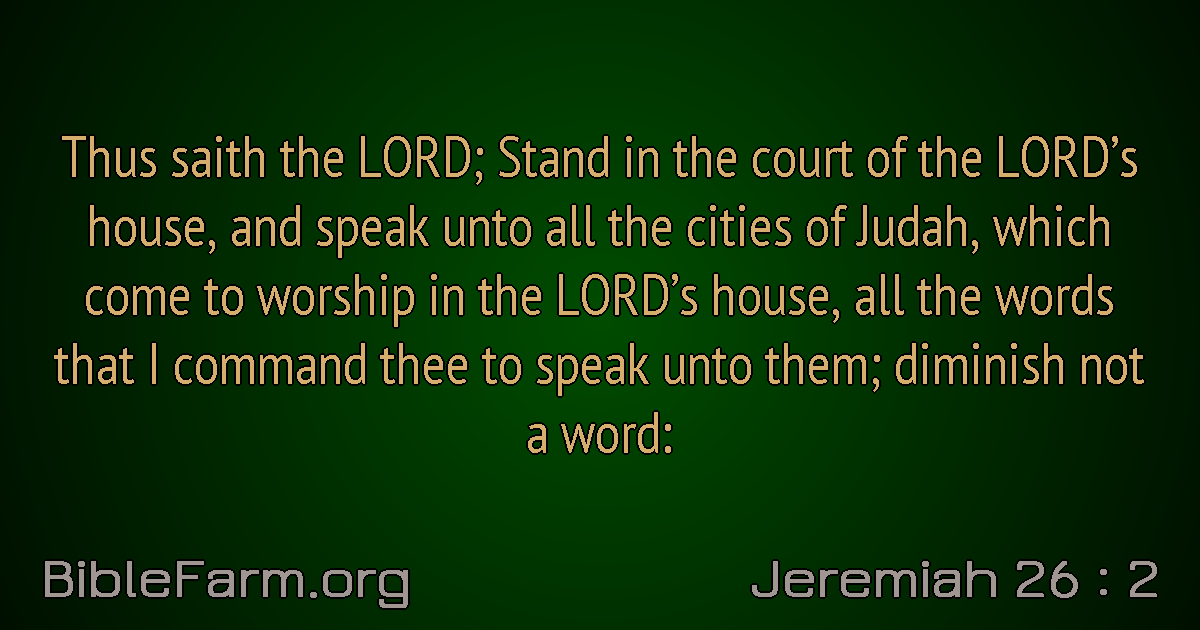 Thus saith the LORD; Stand in the court of the LORD’s
house, and speak unto all the cities of Judah, which
come to worship in the LORD’s house, all the words
that I command thee to speak unto them; diminish not
a word:
BibleFarm.org
Jeremiah 26 : 2